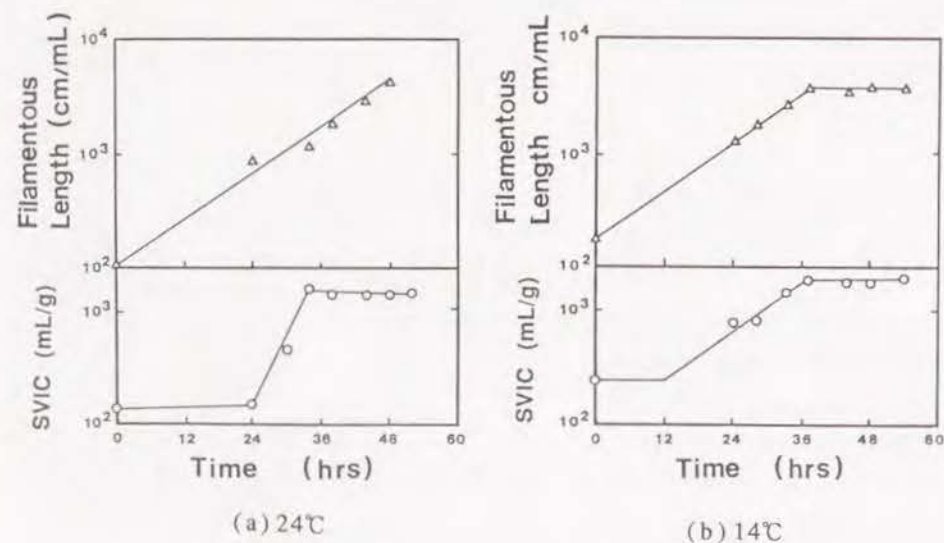 Filamentous
Length (cm/mL)
10⁴
10³
10²
SVIC (mL/g)
10³
10²
0 12 24 36 48 60
Time (hrs)
(a) 24℃
Filamentous
Length cm/mL
10⁴
10³
10²
SVIC (mL/g)
10³
10²
0 12 24 36 48 60
Time (hrs)
(b) 14℃